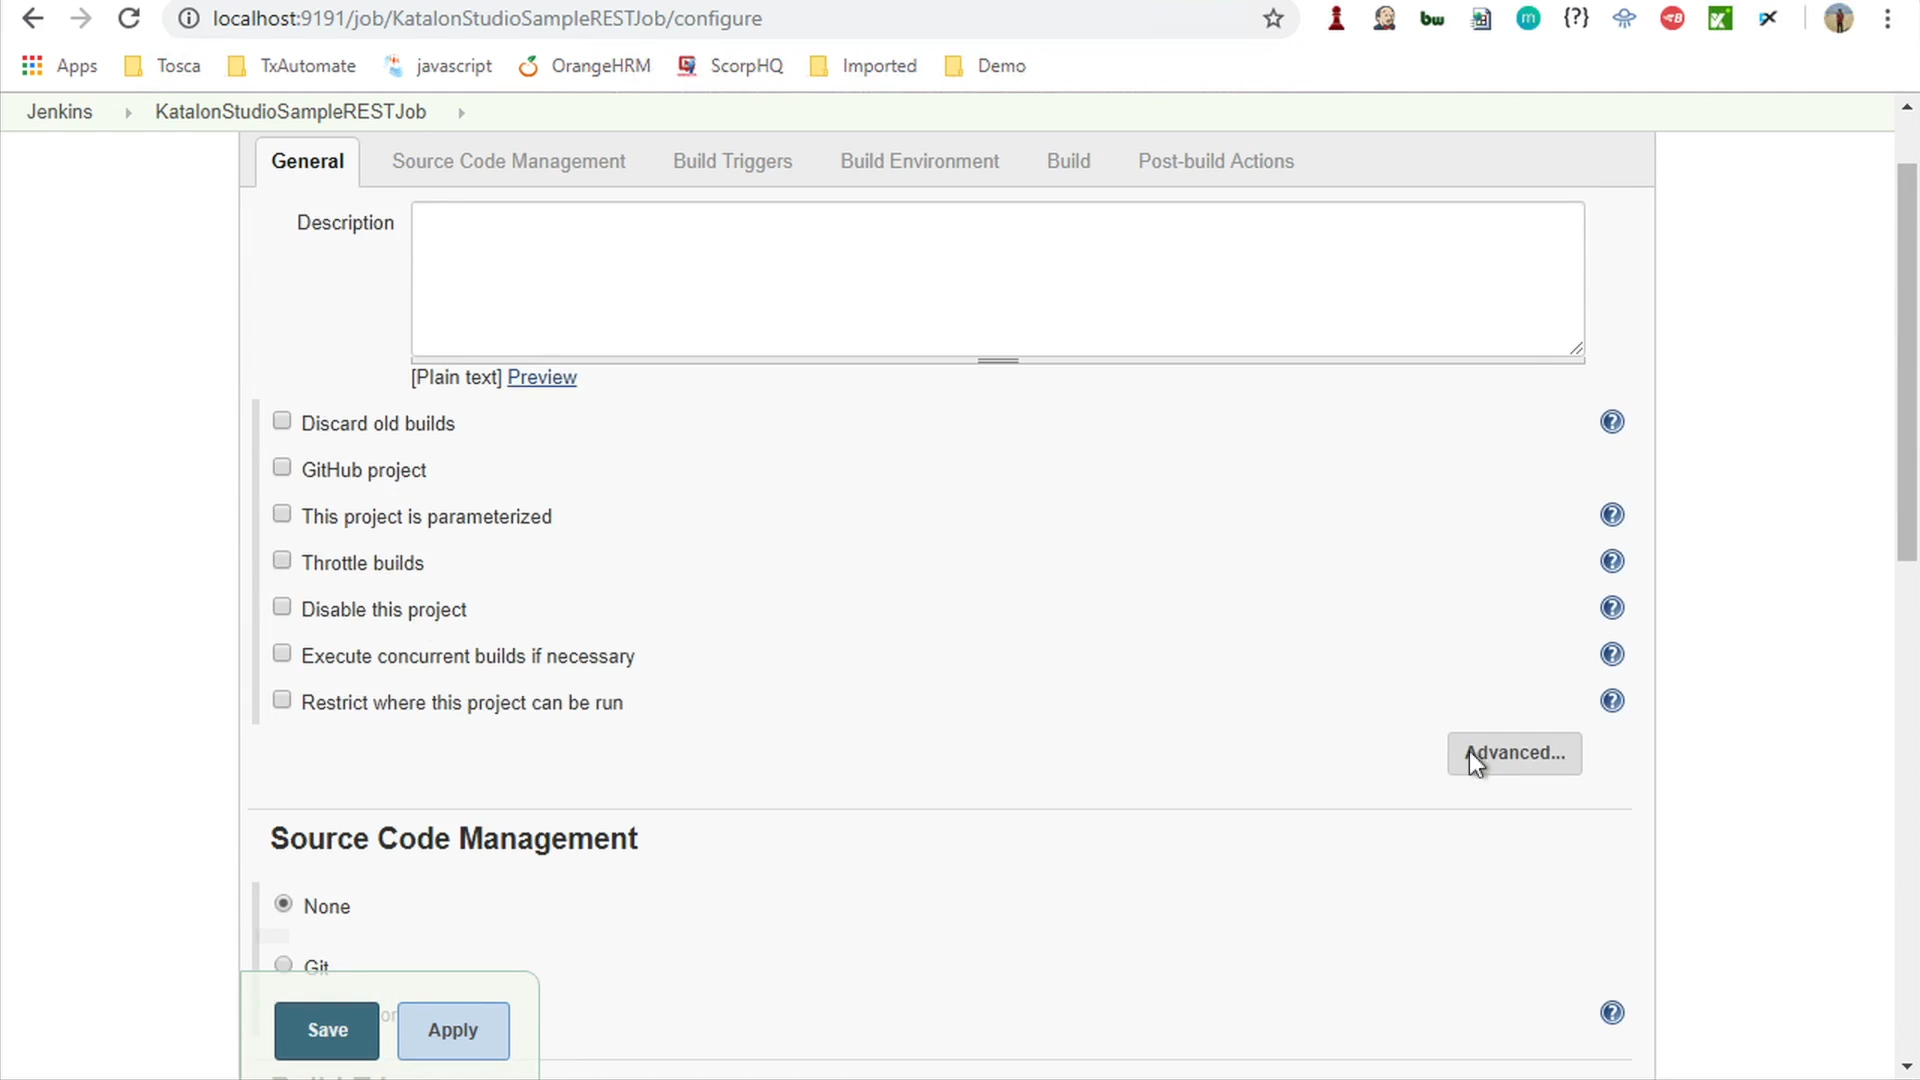 localhost:9191/job/KatalonStudioSampleRESTJob/configure
bw
m
{?}
Apps Tosca TxAutomate javascript OrangeHRM ScorpHQ Imported Demo
Jenkins KatalonStudioSampleRESTJob
General Source Code Management Build Triggers Build Environment Build Post-build Actions
Description
[Plain text] Preview
Discard old builds
GitHub project
This project is parameterized
Throttle builds
Disable this project
Execute concurrent builds if necessary
Restrict where this project can be run
Advanced...
Source Code Management
None
Git
Save Apply